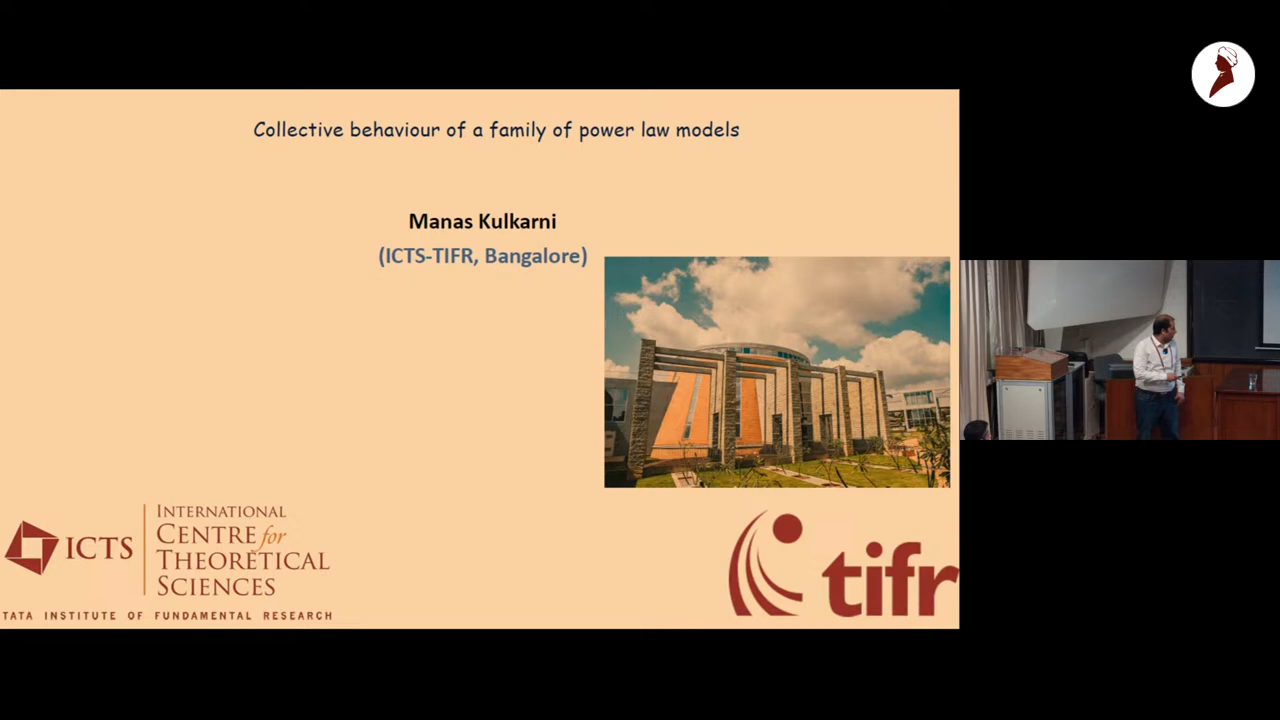 Collective behaviour of a family of power law models
Manas Kulkarni
(ICTS-TIFR, Bangalore)
ICTS
INTERNATIONAL
CENTRE for
THEORETICAL
SCIENCES
TATA INSTITUTE OF FUNDAMENTAL RESEARCH
tifr